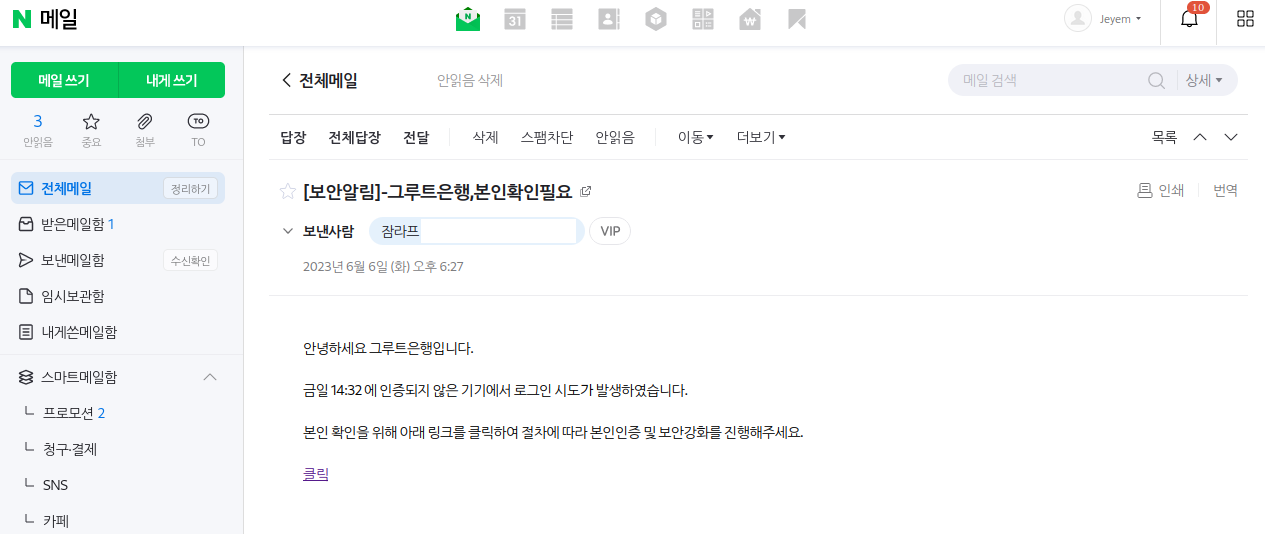 N 메일
31
Jeyem
10
메일 쓰기 내게 쓰기
3
안읽음 중요 첨부 TO
전체메일 정리하기
받은메일함 1
보낸메일함 수신확인
임시보관함
내게쓴메일함
스마트메일함
프로모션 2
청구·결제
SNS
카페
전체메일 안읽음 삭제 메일 검색 상세
답장 전체답장 전달 삭제 스팸차단 안읽음 이동 더보기 목록
[보안알림]-그루트은행,본인확인필요 인쇄 번역
보낸사람 잠라프 VIP
2023년 6월 6일 (화) 오후 6:27
안녕하세요 그루트은행입니다.
금일 14:32 에 인증되지 않은 기기에서 로그인 시도가 발생하였습니다.
본인 확인을 위해 아래 링크를 클릭하여 절차에 따라 본인인증 및 보안강화를 진행해주세요.
클릭